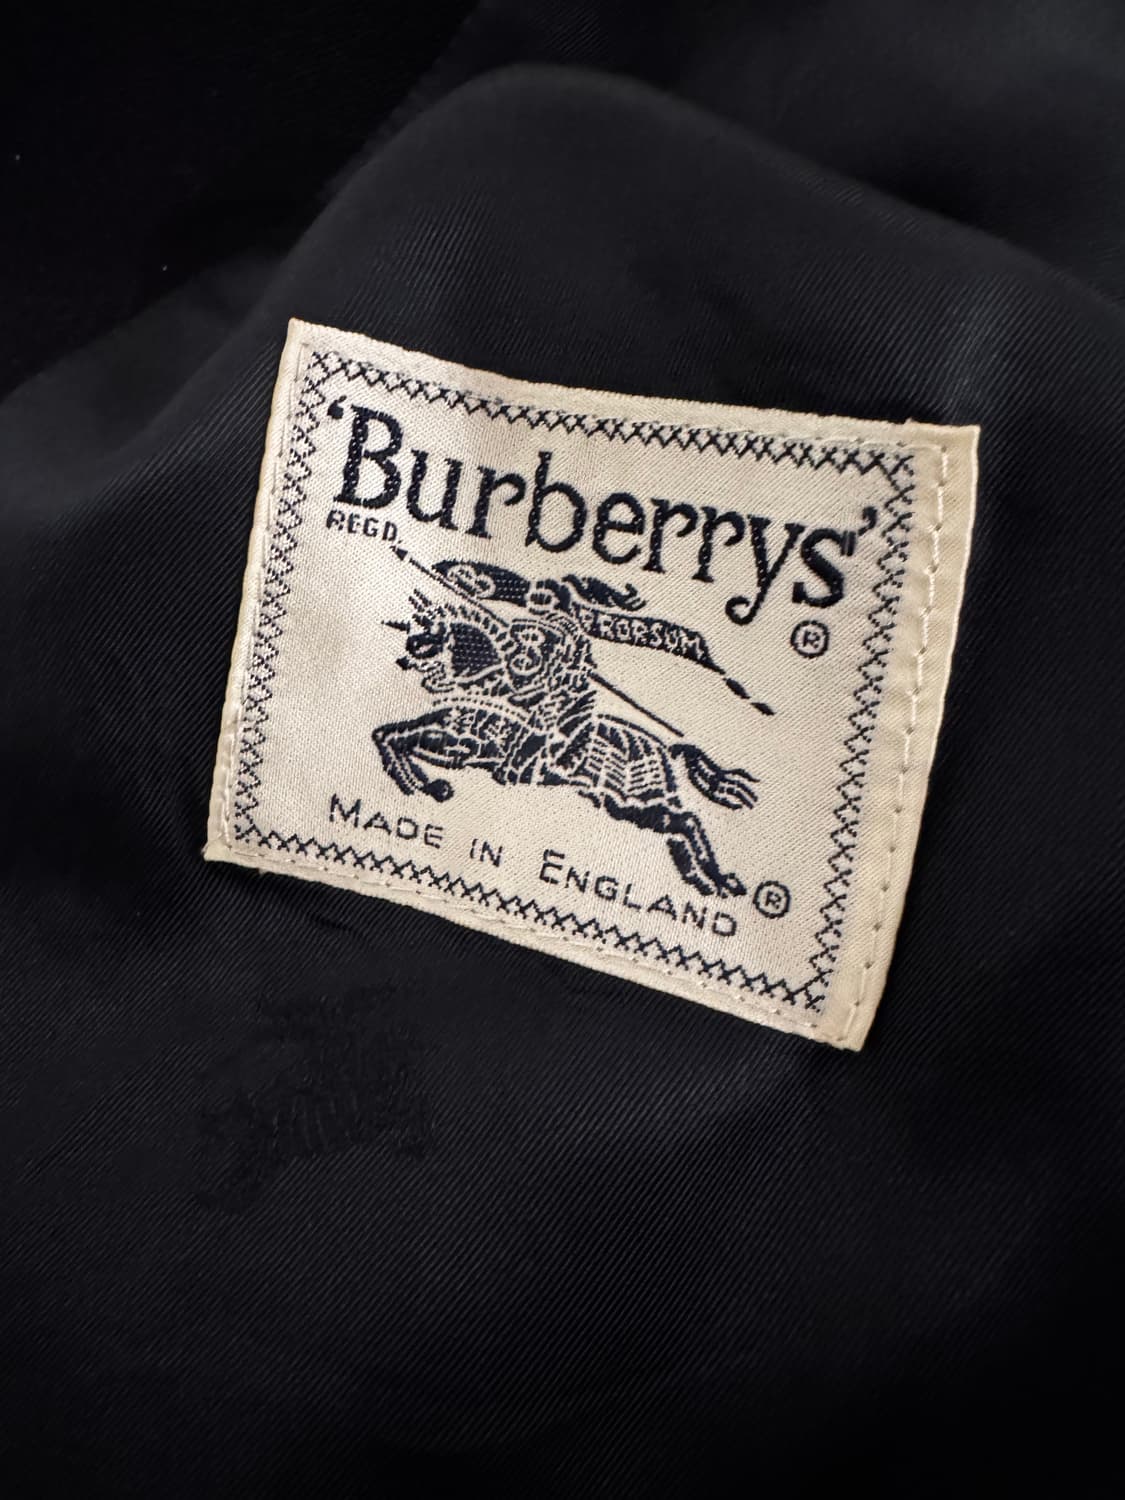 'Burberrys'
REGD.
®
PRORSUM
MADE IN ENGLAND ®